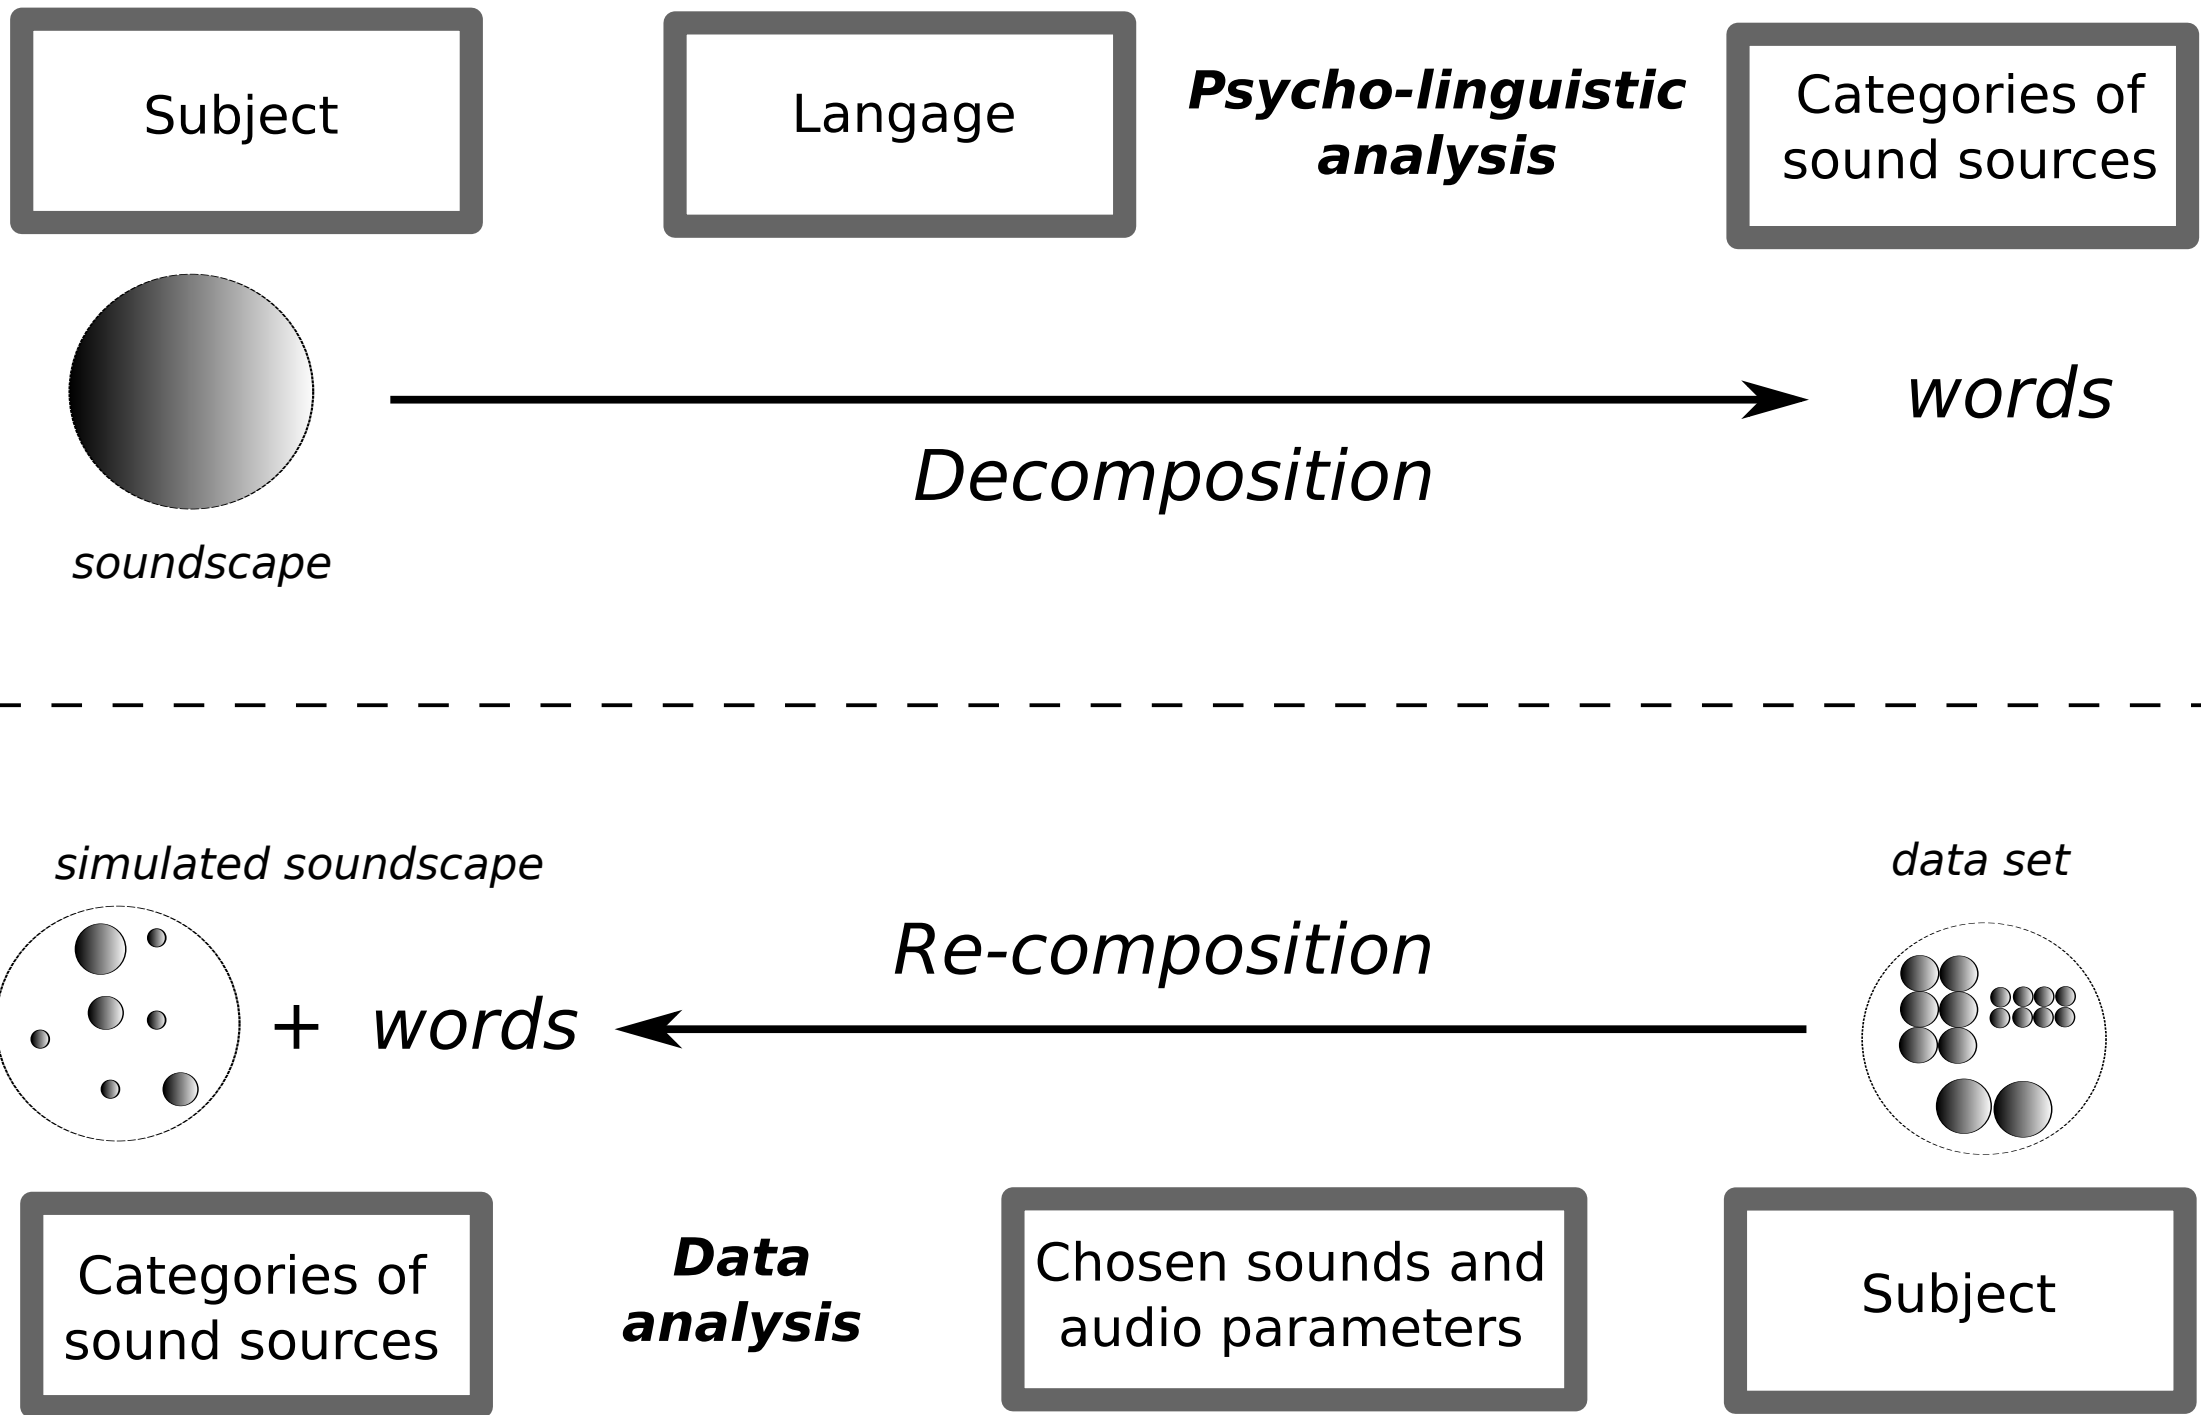 Subject
Langage
Psycho-linguistic
analysis
Categories of
sound sources
words
Decomposition
soundscape
simulated soundscape
data set
Re-composition
+ words
Categories of
sound sources
Data
analysis
Chosen sounds and
audio parameters
Subject